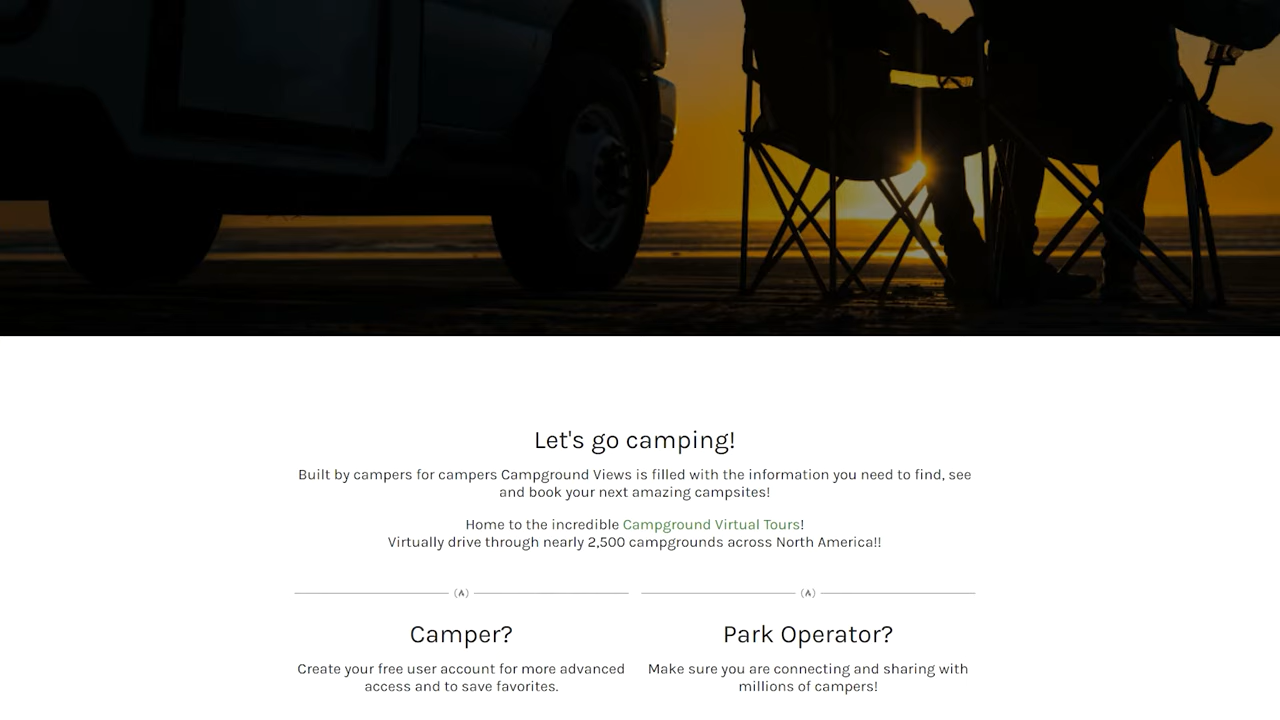 Let's go camping!
Built by campers for campers Campground Views is filled with the information you need to find, see
and book your next amazing campsites!
Home to the incredible Campground Virtual Tours!
Virtually drive through nearly 2,500 campgrounds across North America!!
Camper?
Create your free user account for more advanced
access and to save favorites.
Park Operator?
Make sure you are connecting and sharing with
millions of campers!